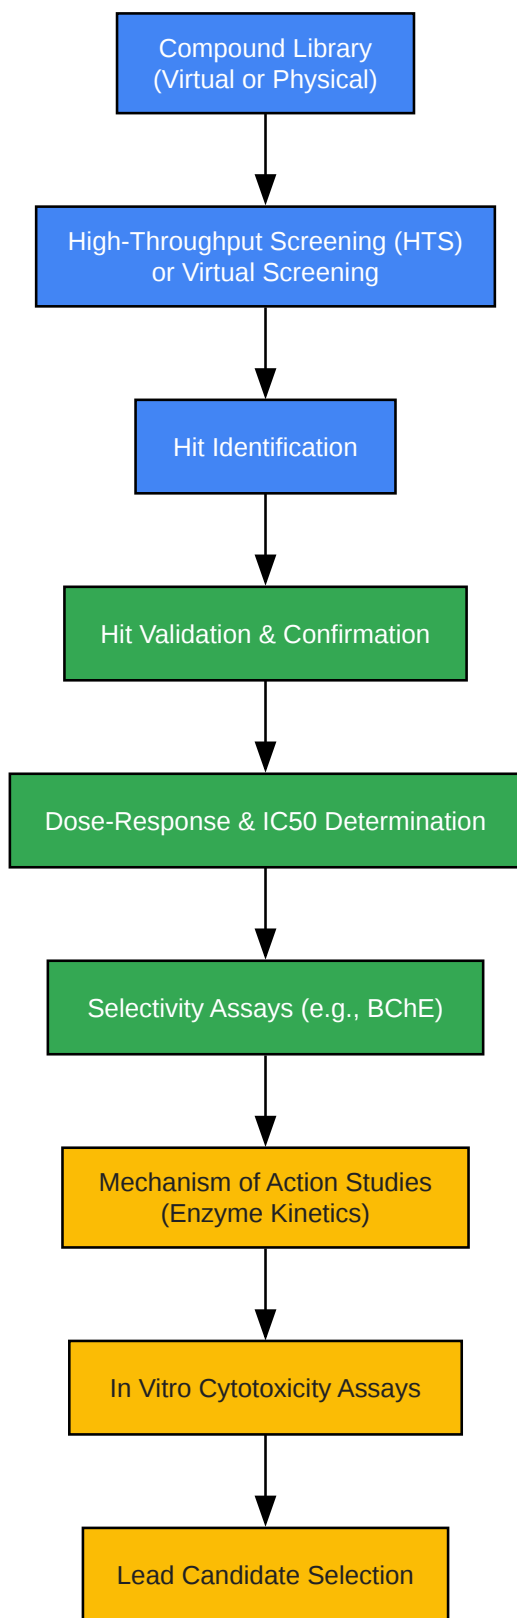 Compound Library
(Virtual or Physical)
High-Throughput Screening (HTS)
or Virtual Screening
Hit Identification
Hit Validation & Confirmation
Dose-Response & IC50 Determination
Selectivity Assays (e.g., BChE)
Mechanism of Action Studies
(Enzyme Kinetics)
In Vitro Cytotoxicity Assays
Lead Candidate Selection